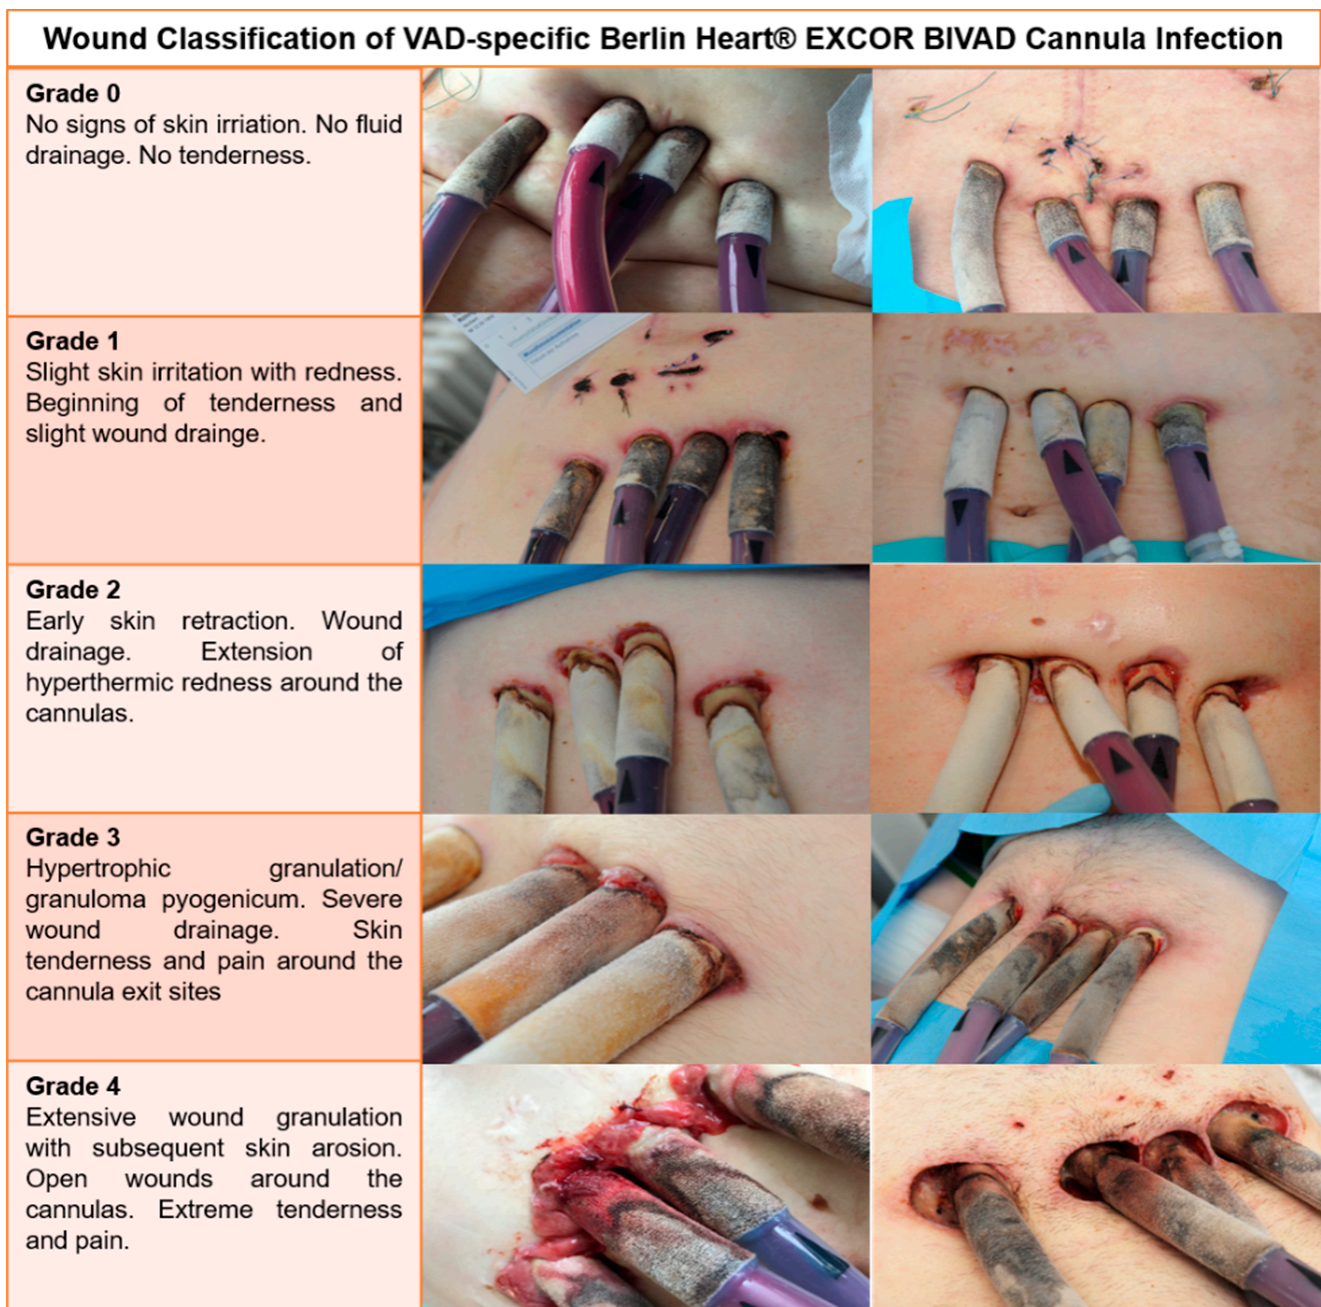 Wound Classification of VAD-specific Berlin Heart® EXCOR BIVAD Cannula Infection
Grade 0
No signs of skin irriation. No fluid
drainage. No tenderness.
Grade 1
Slight skin irritation with redness.
Beginning of tenderness and
slight wound drainge.
Grade 2
Early skin retraction. Wound
drainage. Extension of
hyperthermic redness around the
cannulas.
Grade 3
Hypertrophic granulation/
granuloma pyogenicum. Severe
wound drainage. Skin
tenderness and pain around the
cannula exit sites
Grade 4
Extensive wound granulation
with subsequent skin arosion.
Open wounds around the
cannulas. Extreme tenderness
and pain.